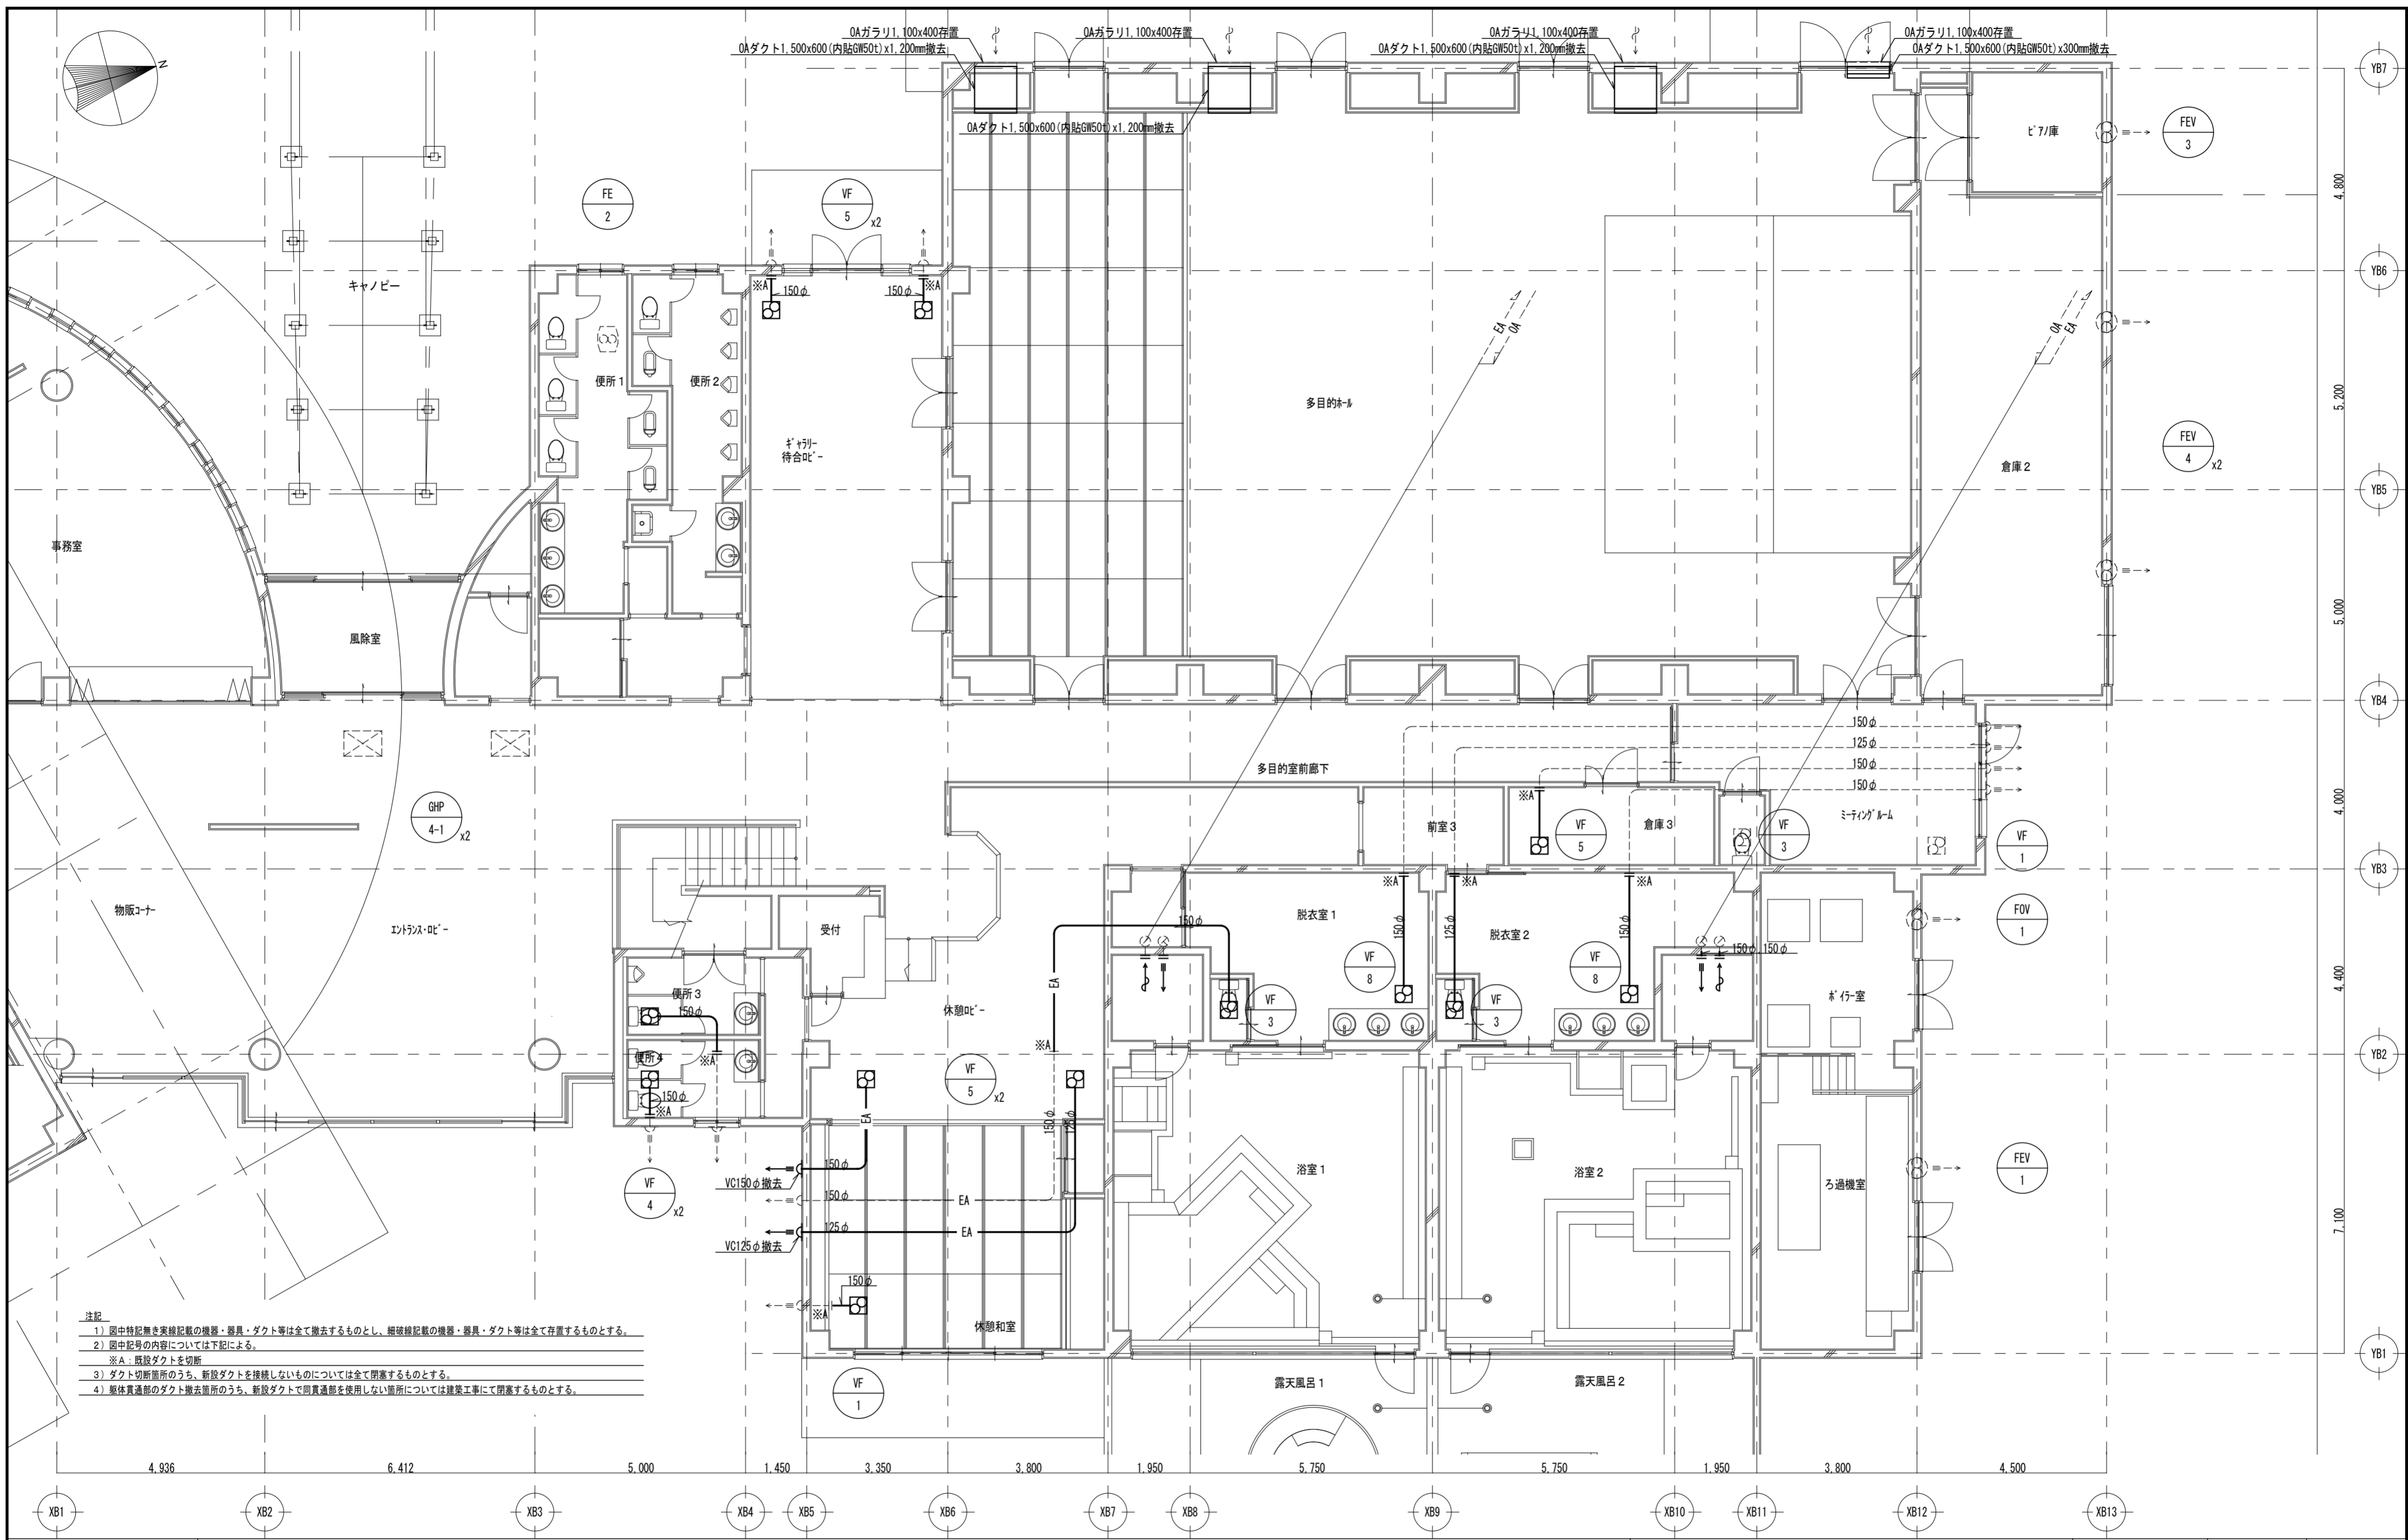 N
OAガラリ1,100x400存置
OAダクト1,500x600(内貼GW50t)x1,200mm撤去
OAガラリ1,100x400存置
OAダクト1,500x600(内貼GW50t)x1,200mm撤去
OAガラリ1,100x400存置
OAダクト1,500x600(内貼GW50t)x1,200mm撤去
OAガラリ1,100x400存置
OAダクト1,500x600(内貼GW50t)x300mm撤去
YB7
ﾋﾟｱﾉ庫
FEV
3
FE
2
VF
5
x2
4,800
キャノピー
※A
150φ
150φ
※A
YB6
便所1
便所2
ｷﾞｬﾗﾘｰ
待合ﾛﾋﾞｰ
多目的ﾎｰﾙ
EA
OA
OA
EA
倉庫2
FEV
4
x2
5,200
YB5
事務室
風除室
5,000
YB4
多目的室前廊下
150φ
125φ
150φ
150φ
GHP
4-1
x2
前室3
※A
VF
5
倉庫3
VF
3
ﾐｰﾃｨﾝｸﾞﾙｰﾑ
VF
1
4,000
YB3
物販ｺｰﾅｰ
ｴﾝﾄﾗﾝｽ･ﾛﾋﾞｰ
受付
150φ
脱衣室1
※A
150φ
※A
125φ
脱衣室2
※A
150φ
150φ
150φ
FOV
1
VF
8
VF
8
EA
便所3
150φ
休憩ﾛﾋﾞｰ
VF
3
VF
3
ﾎﾞｲﾗｰ室
4,400
便所4
※A
※A
YB2
VF
5
x2
150φ
※A
EA
150φ
125φ
VF
4
x2
150φ
VC150φ撤去
150φ
EA
125φ
EA
VC125φ撤去
浴室1
浴室2
ろ過機室
FEV
1
7,100
150φ
※A
休憩和室
YB1
VF
1
露天風呂1
露天風呂2
注記
1) 図中特記無き実線記載の機器・器具・ダクト等は全て撤去するものとし、細破線記載の機器・器具・ダクト等は全て存置するものとする。
2) 図中記号の内容については下記による。
※A：既設ダクトを切断
3) ダクト切断箇所のうち、新設ダクトを接続しないものについては全て閉塞するものとする。
4) 躯体貫通部のダクト撤去箇所のうち、新設ダクトで同貫通部を使用しない箇所については建築工事にて閉塞するものとする。
4,936
6,412
5,000
1,450
3,350
3,800
1,950
5,750
5,750
1,950
3,800
4,500
XB1
XB2
XB3
XB4
XB5
XB6
XB7
XB8
XB9
XB10
XB11
XB12
XB13